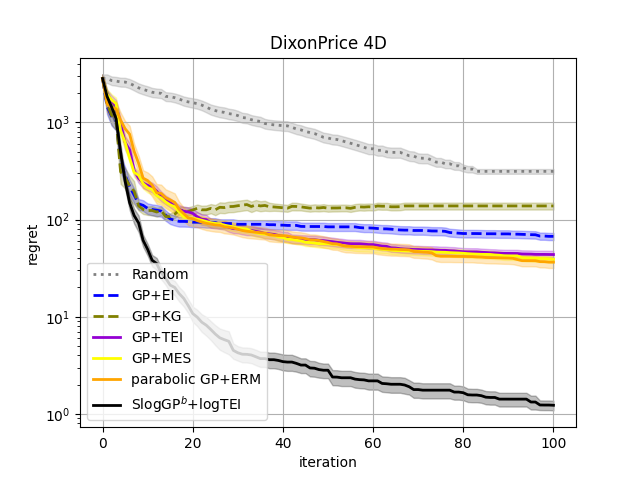 DixonPrice 4D
regret
10³
10²
10¹
10⁰
Random
GP+EI
GP+KG
GP+TEI
GP+MES
parabolic GP+ERM
SlogGPᵇ+logTEI
0 20 40 60 80 100
iteration